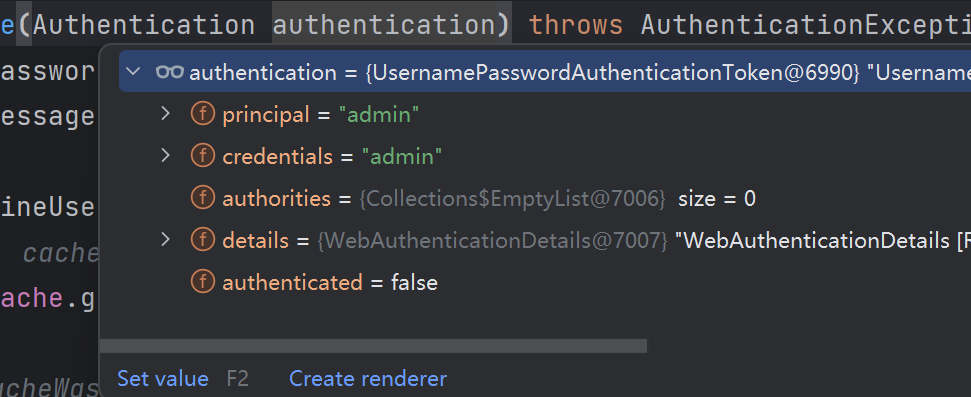 e(Authentication authentication) throws AuthenticationExcepti
asswor
authentication = {UsernamePasswordAuthenticationToken@6990} "Username
essage
principal = "admin"
credentials = "admin"
ineUse
authorities = {Collections$EmptyList@7006} size = 0
cache
details = {WebAuthenticationDetails@7007} "WebAuthenticationDetails [R
ache.g
authenticated = false
acheWas
Set value F2 Create renderer